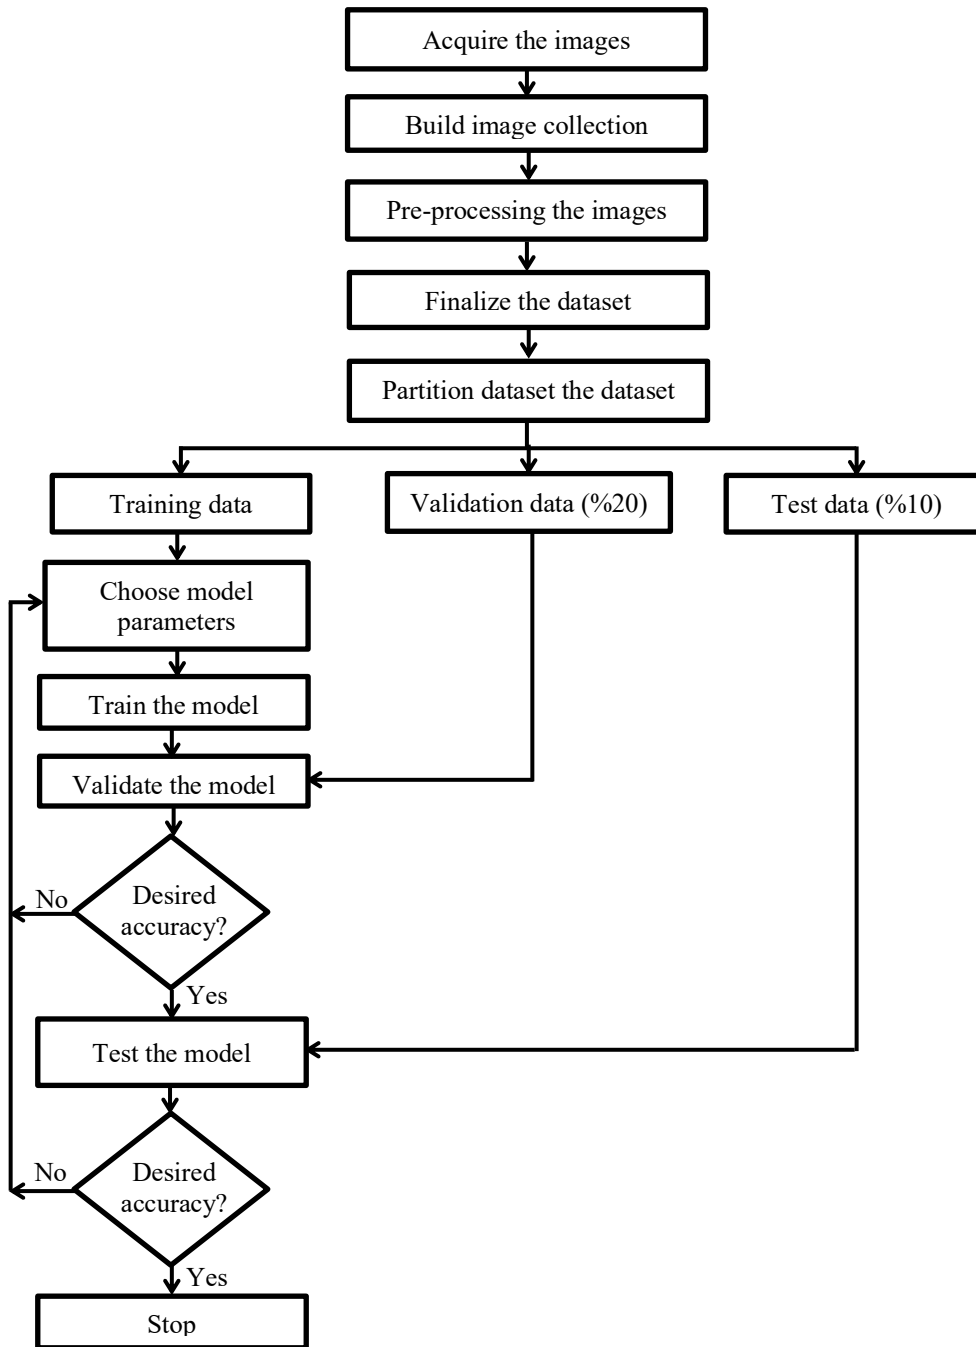 Acquire the images
Build image collection
Pre-processing the images
Finalize the dataset
Partition dataset the dataset
Training data
Validation data (%20)
Test data (%10)
Choose model
parameters
Train the model
Validate the model
Desired
accuracy?
No
Yes
Test the model
Desired
accuracy?
No
Yes
Stop